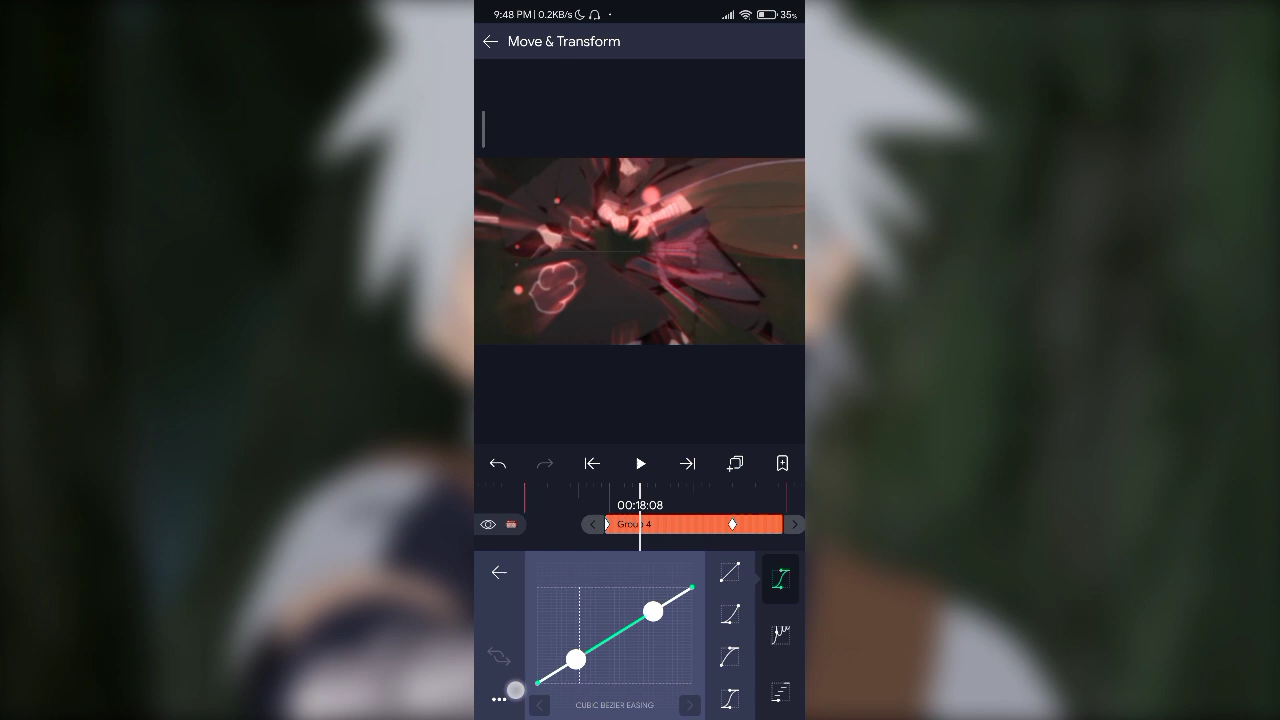 9:48 PM | 0.2KB/s
35%
Move & Transform
00:18:08
Group 4
CUBIC BEZIER EASING